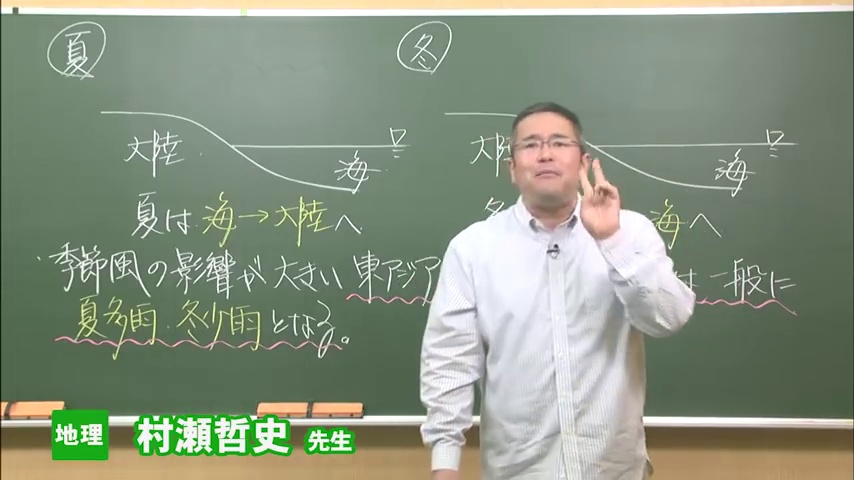 夏
冬
大陸
海
大陸
海
夏は 海→大陸へ
海へ
季節風の影響が大きい 東アジア は一般に
夏多雨・冬少雨となる。
地理 村瀬哲史 先生